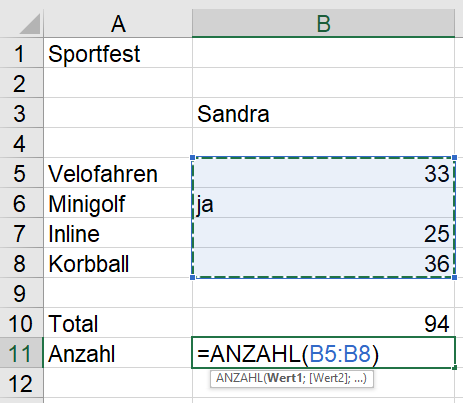 A B
1 Sportfest
2
3 Sandra
4
5 Velofahren 33
6 Minigolf ja
7 Inline 25
8 Korbball 36
9
10 Total 94
11 Anzahl =ANZAHL(B5:B8)
ANZAHL(Wert1; [Wert2]; ...)
12